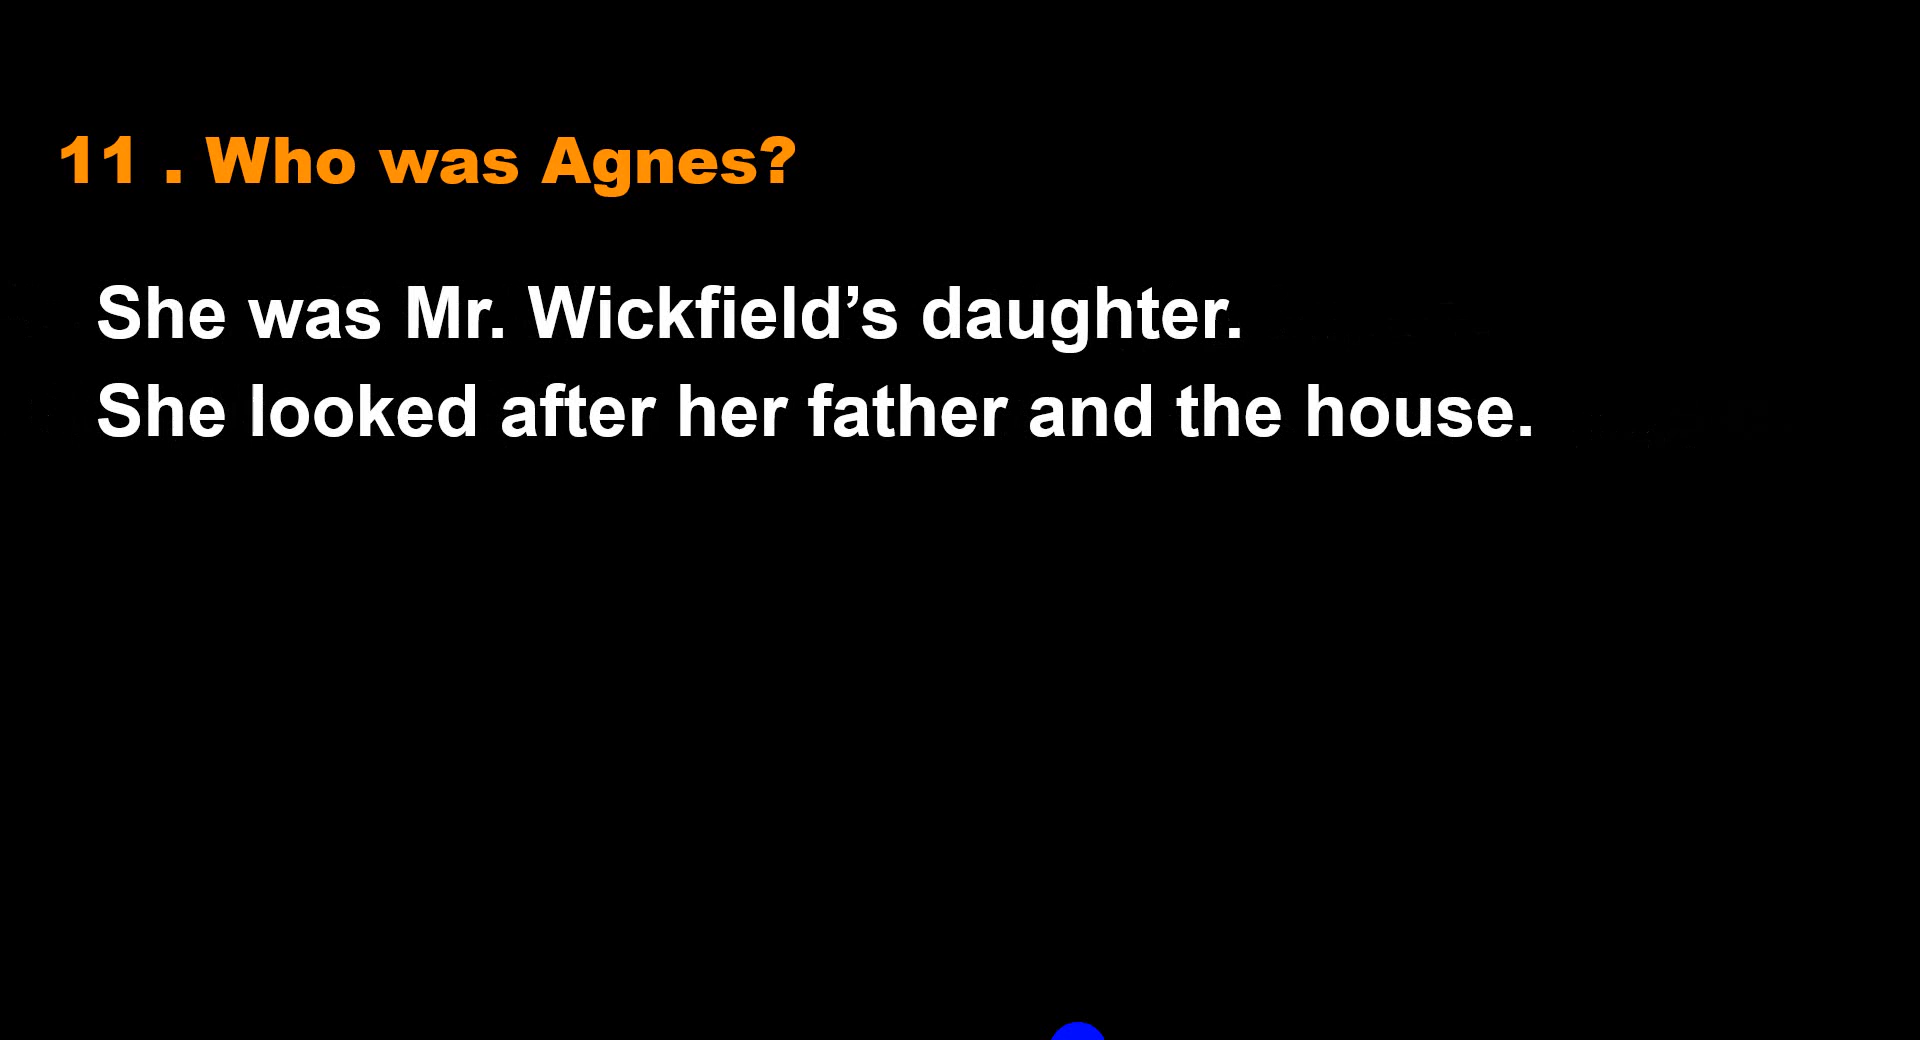 11 . Who was Agnes?
She was Mr. Wickfield’s daughter.
She looked after her father and the house.